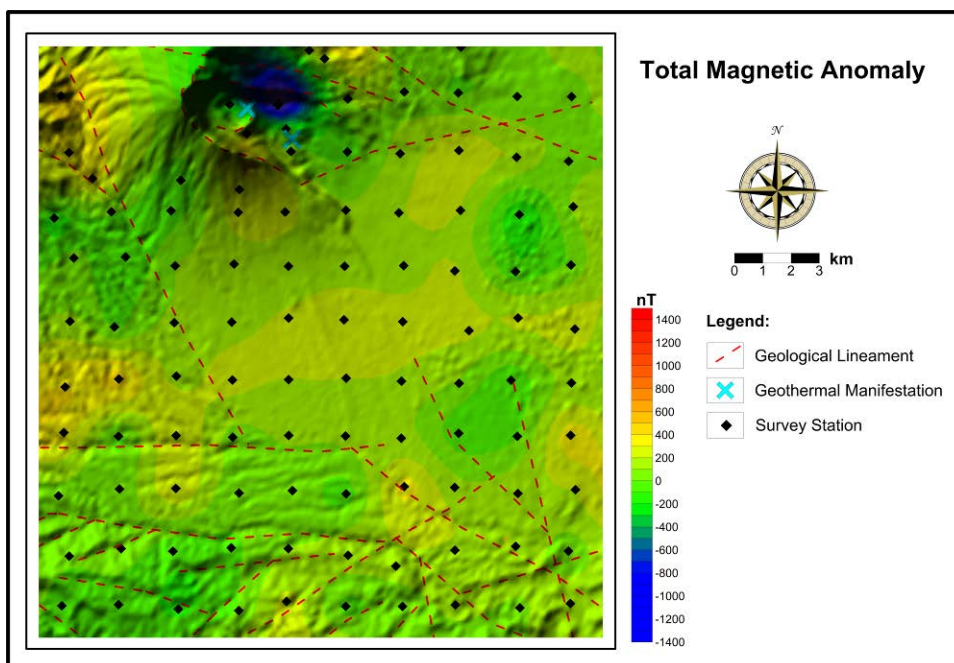 Total Magnetic Anomaly
N
0 1 2 3 km
nT
1400
1200
1000
800
600
400
200
0
-200
-400
-600
-800
-1000
-1200
-1400
Legend:
Geological Lineament
Geothermal Manifestation
Survey Station